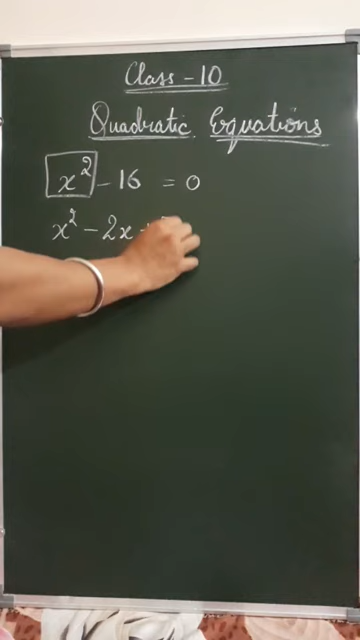 Class - 10
Quadratic Equations
x² - 16 = 0
x² - 2x